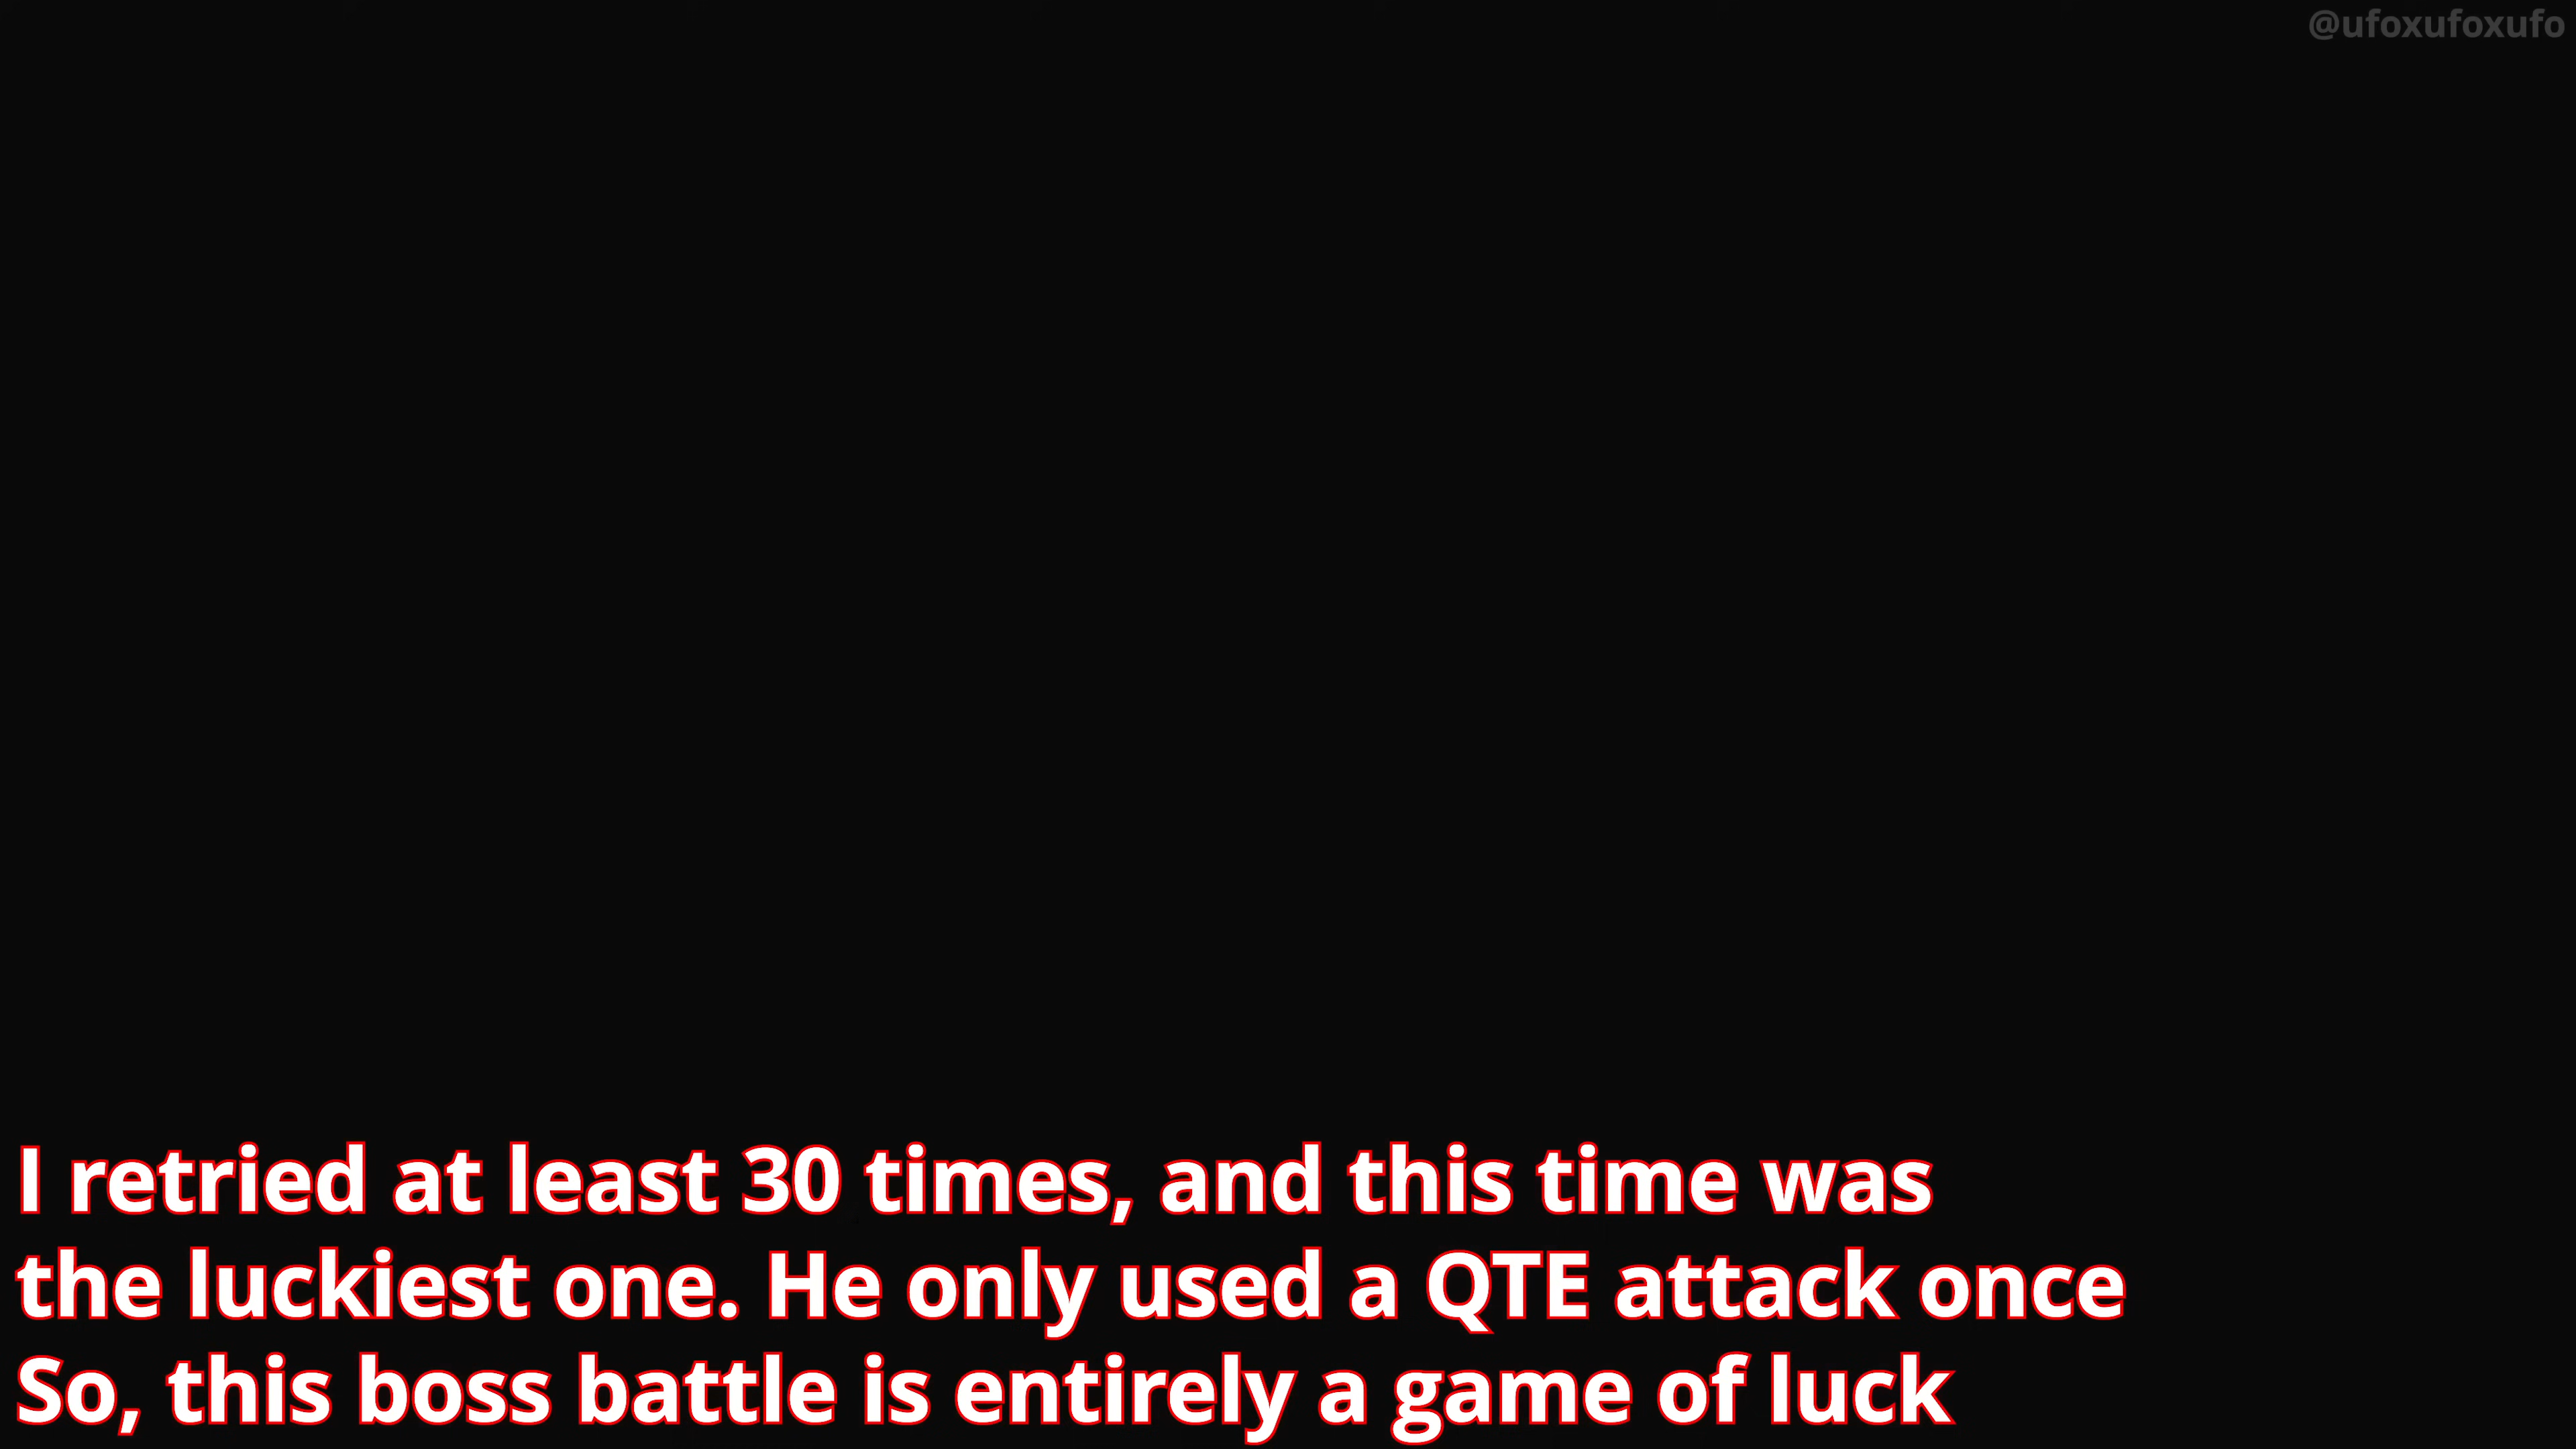 @ufoxufoxufo
I retried at least 30 times, and this time was
the luckiest one. He only used a QTE attack once
So, this boss battle is entirely a game of luck